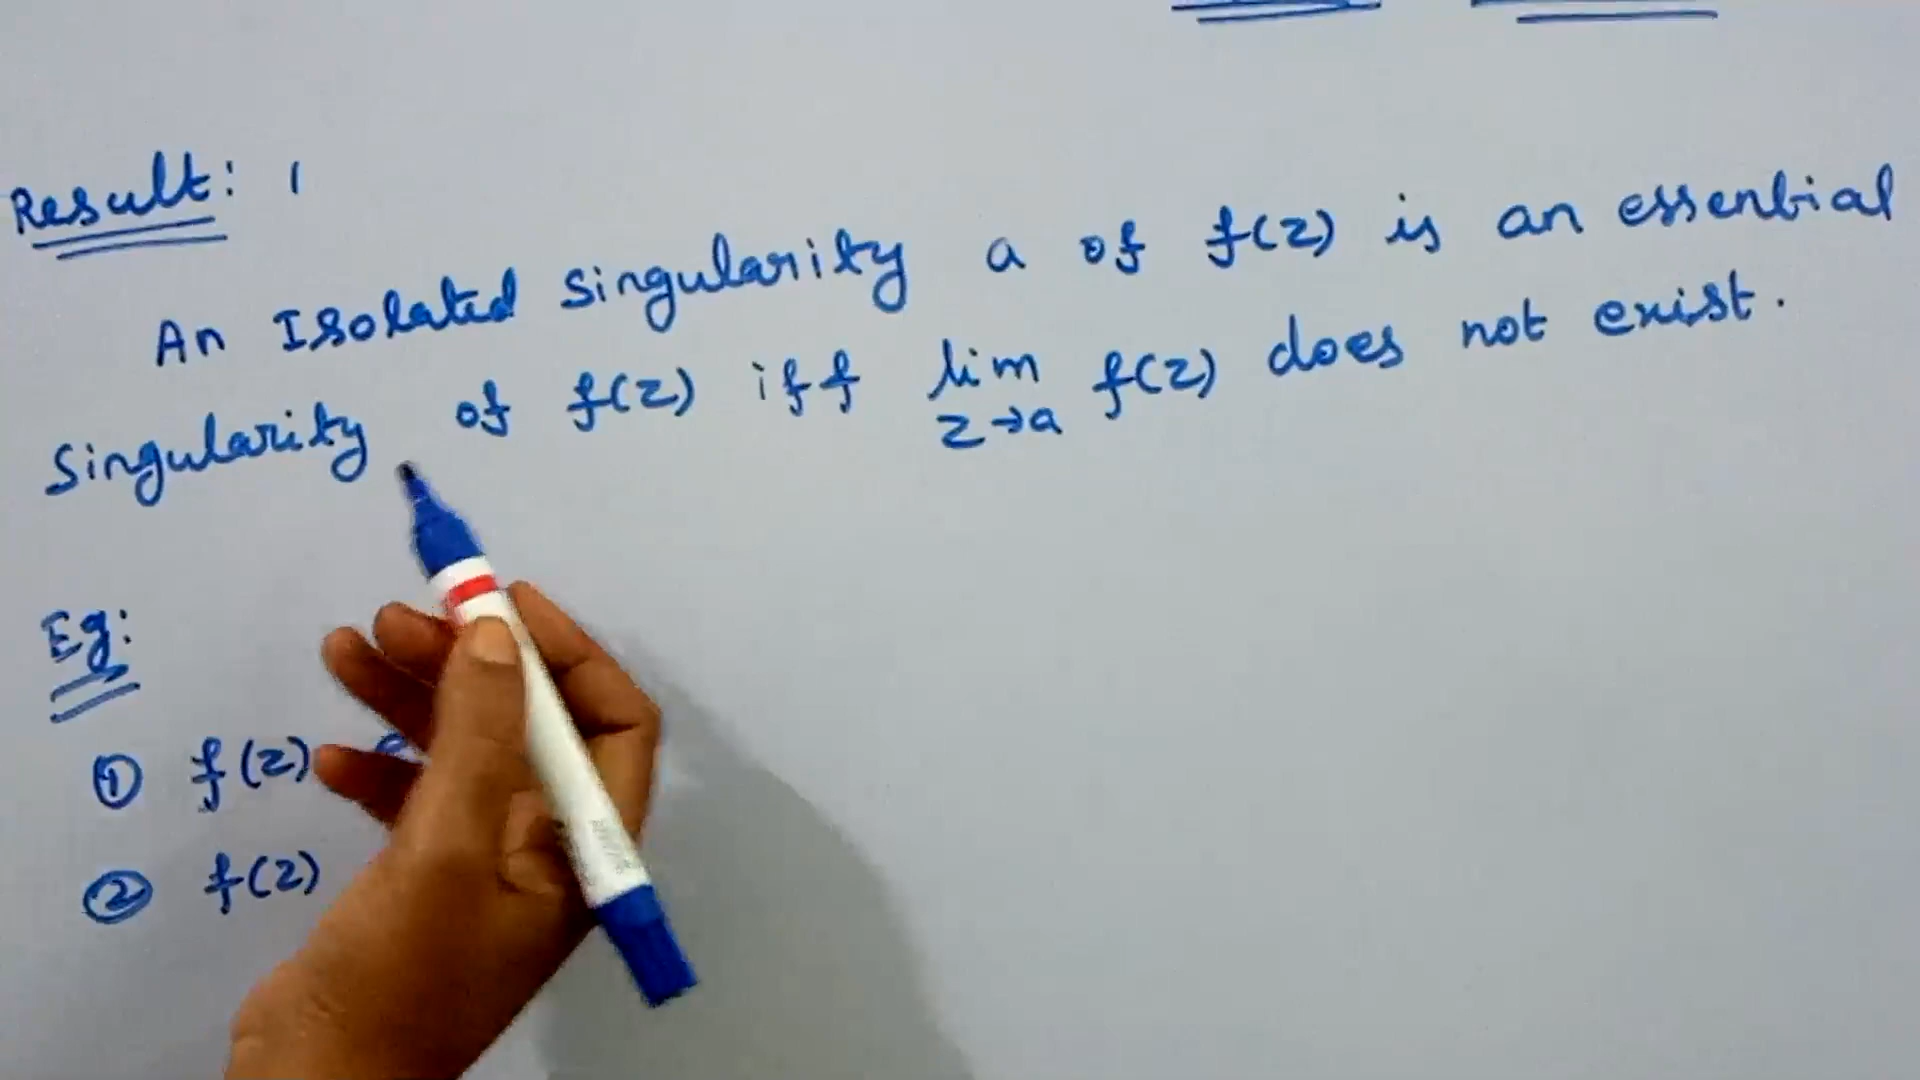 Result: 1
An Isolated Singularity a of f(z) is an essential
Singularity of f(z) iff lim z→a f(z) does not exist.
Eg:
① f(z)
② f(z)